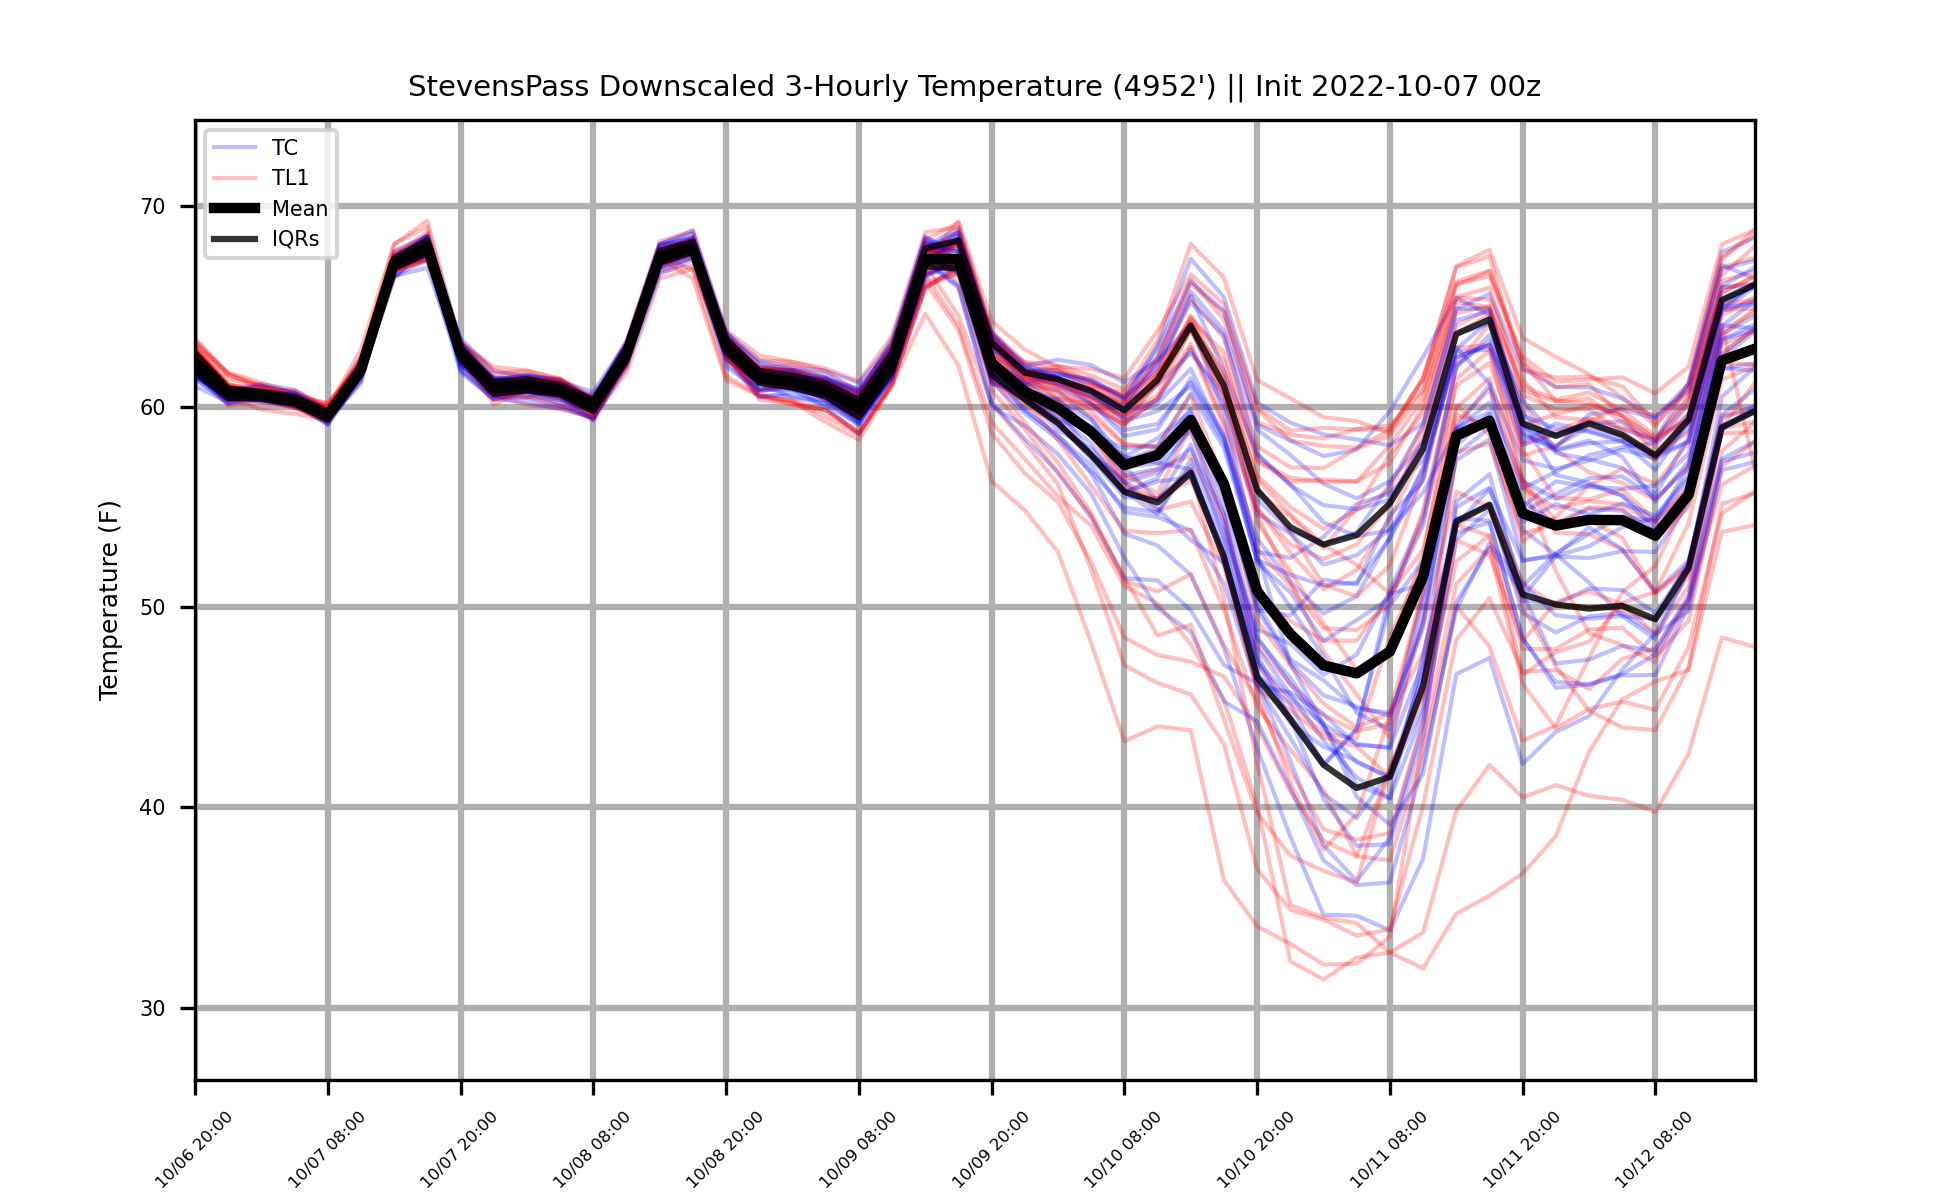 StevensPass Downscaled 3-Hourly Temperature (4952') || Init 2022-10-07 00z
TC
TL1
Mean
IQRs
Temperature (F)
70
60
50
40
30
10/06 20:00
10/07 08:00
10/07 20:00
10/08 08:00
10/08 20:00
10/09 08:00
10/09 20:00
10/10 08:00
10/10 20:00
10/11 08:00
10/11 20:00
10/12 08:00